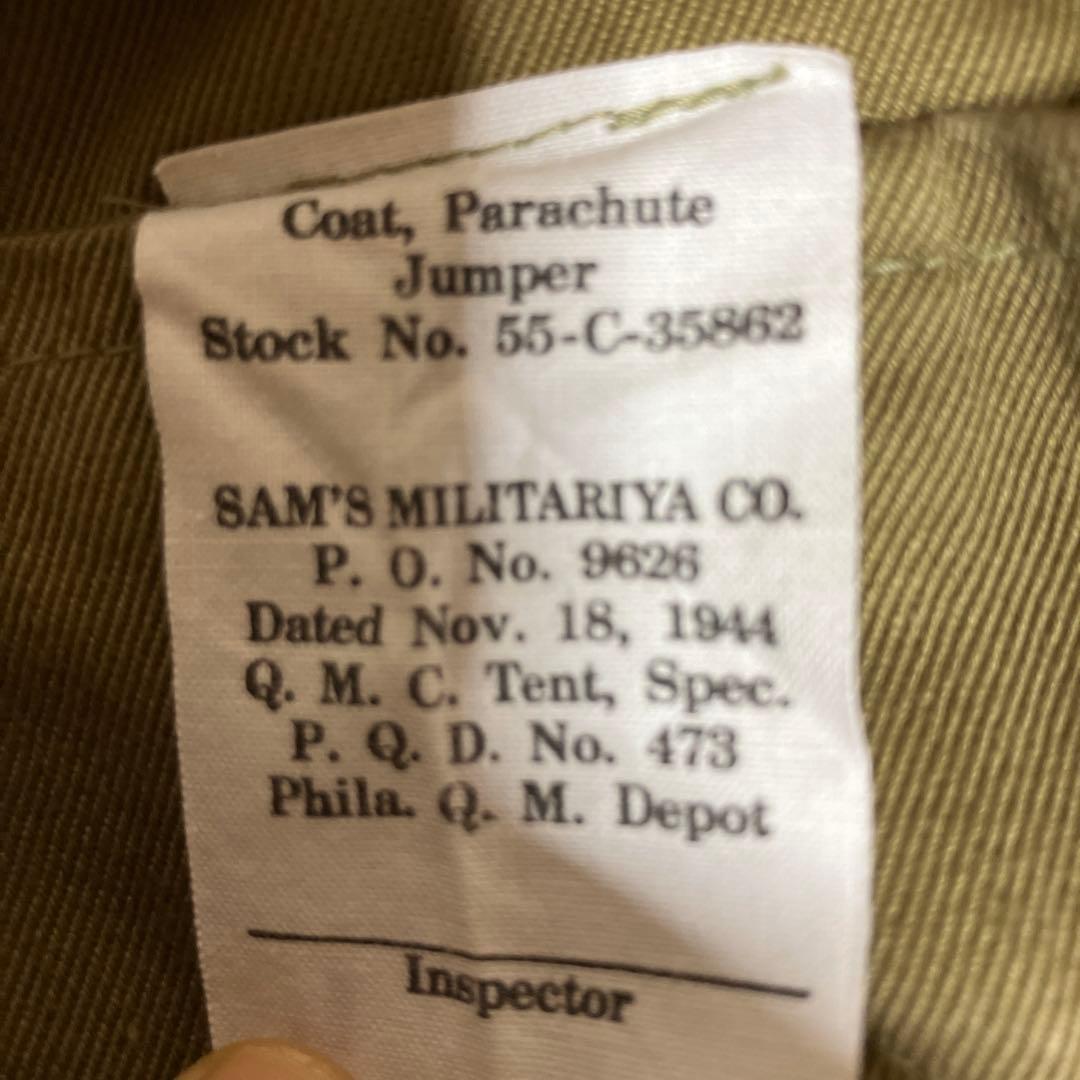 Coat, Parachute
Jumper
Stock No. 55-C-35862
SAM'S MILITARIYA CO.
P. O. No. 9626
Dated Nov. 18, 1944
Q. M. C. Tent, Spec.
P. Q. D. No. 473
Phila. Q. M. Depot
Inspector